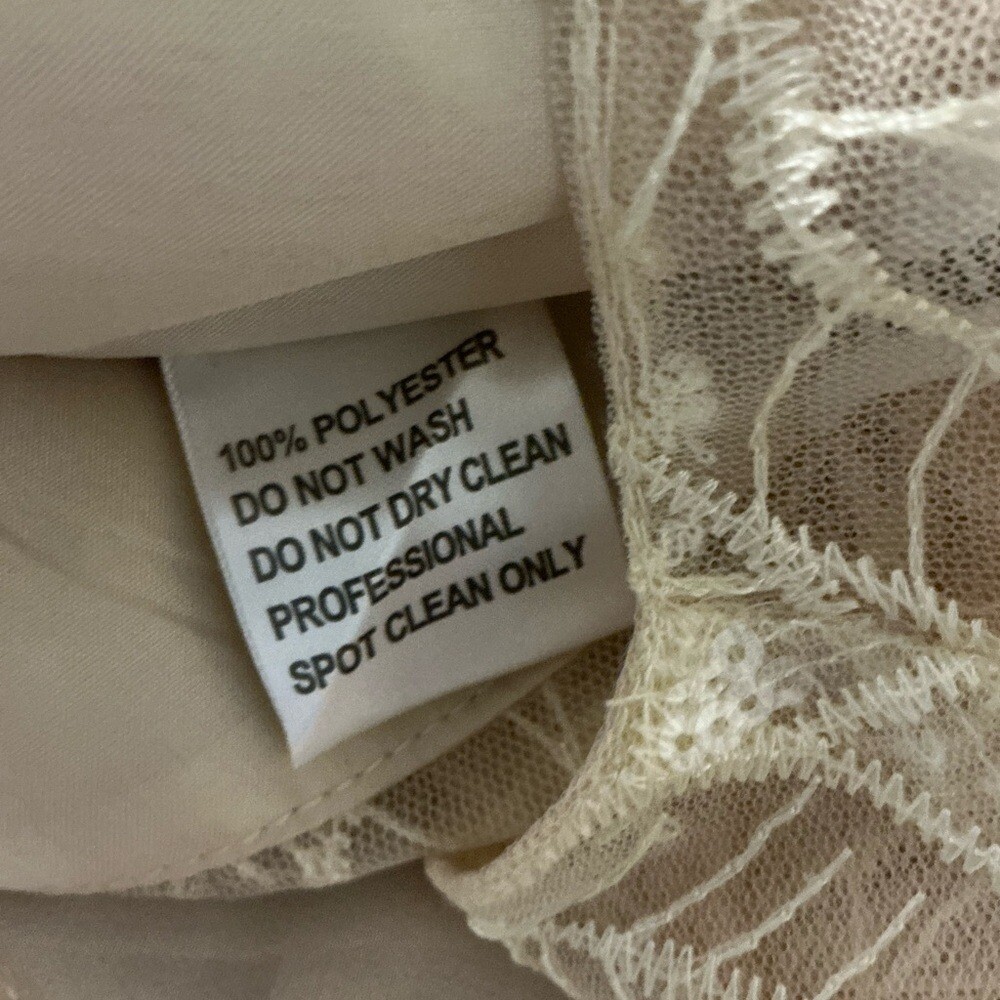 100% POLYESTER
DO NOT WASH
DO NOT DRY CLEAN
PROFESSIONAL
SPOT CLEAN ONLY